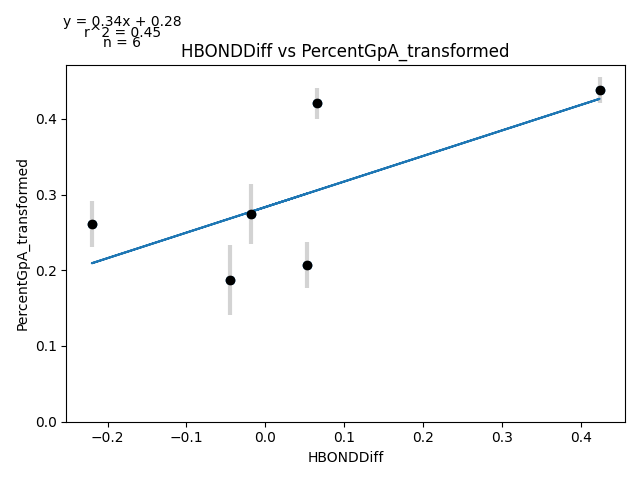 y = 0.34x + 0.28
r^2 = 0.45
n = 6
HBONDDiff vs PercentGpA_transformed
PercentGpA_transformed
0.4
0.3
0.2
0.1
0.0
−0.2 −0.1 0.0 0.1 0.2 0.3 0.4
HBONDDiff